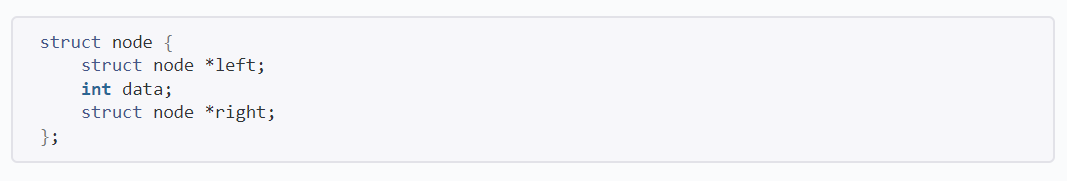 struct node {
    struct node *left;
    int data;
    struct node *right;
};